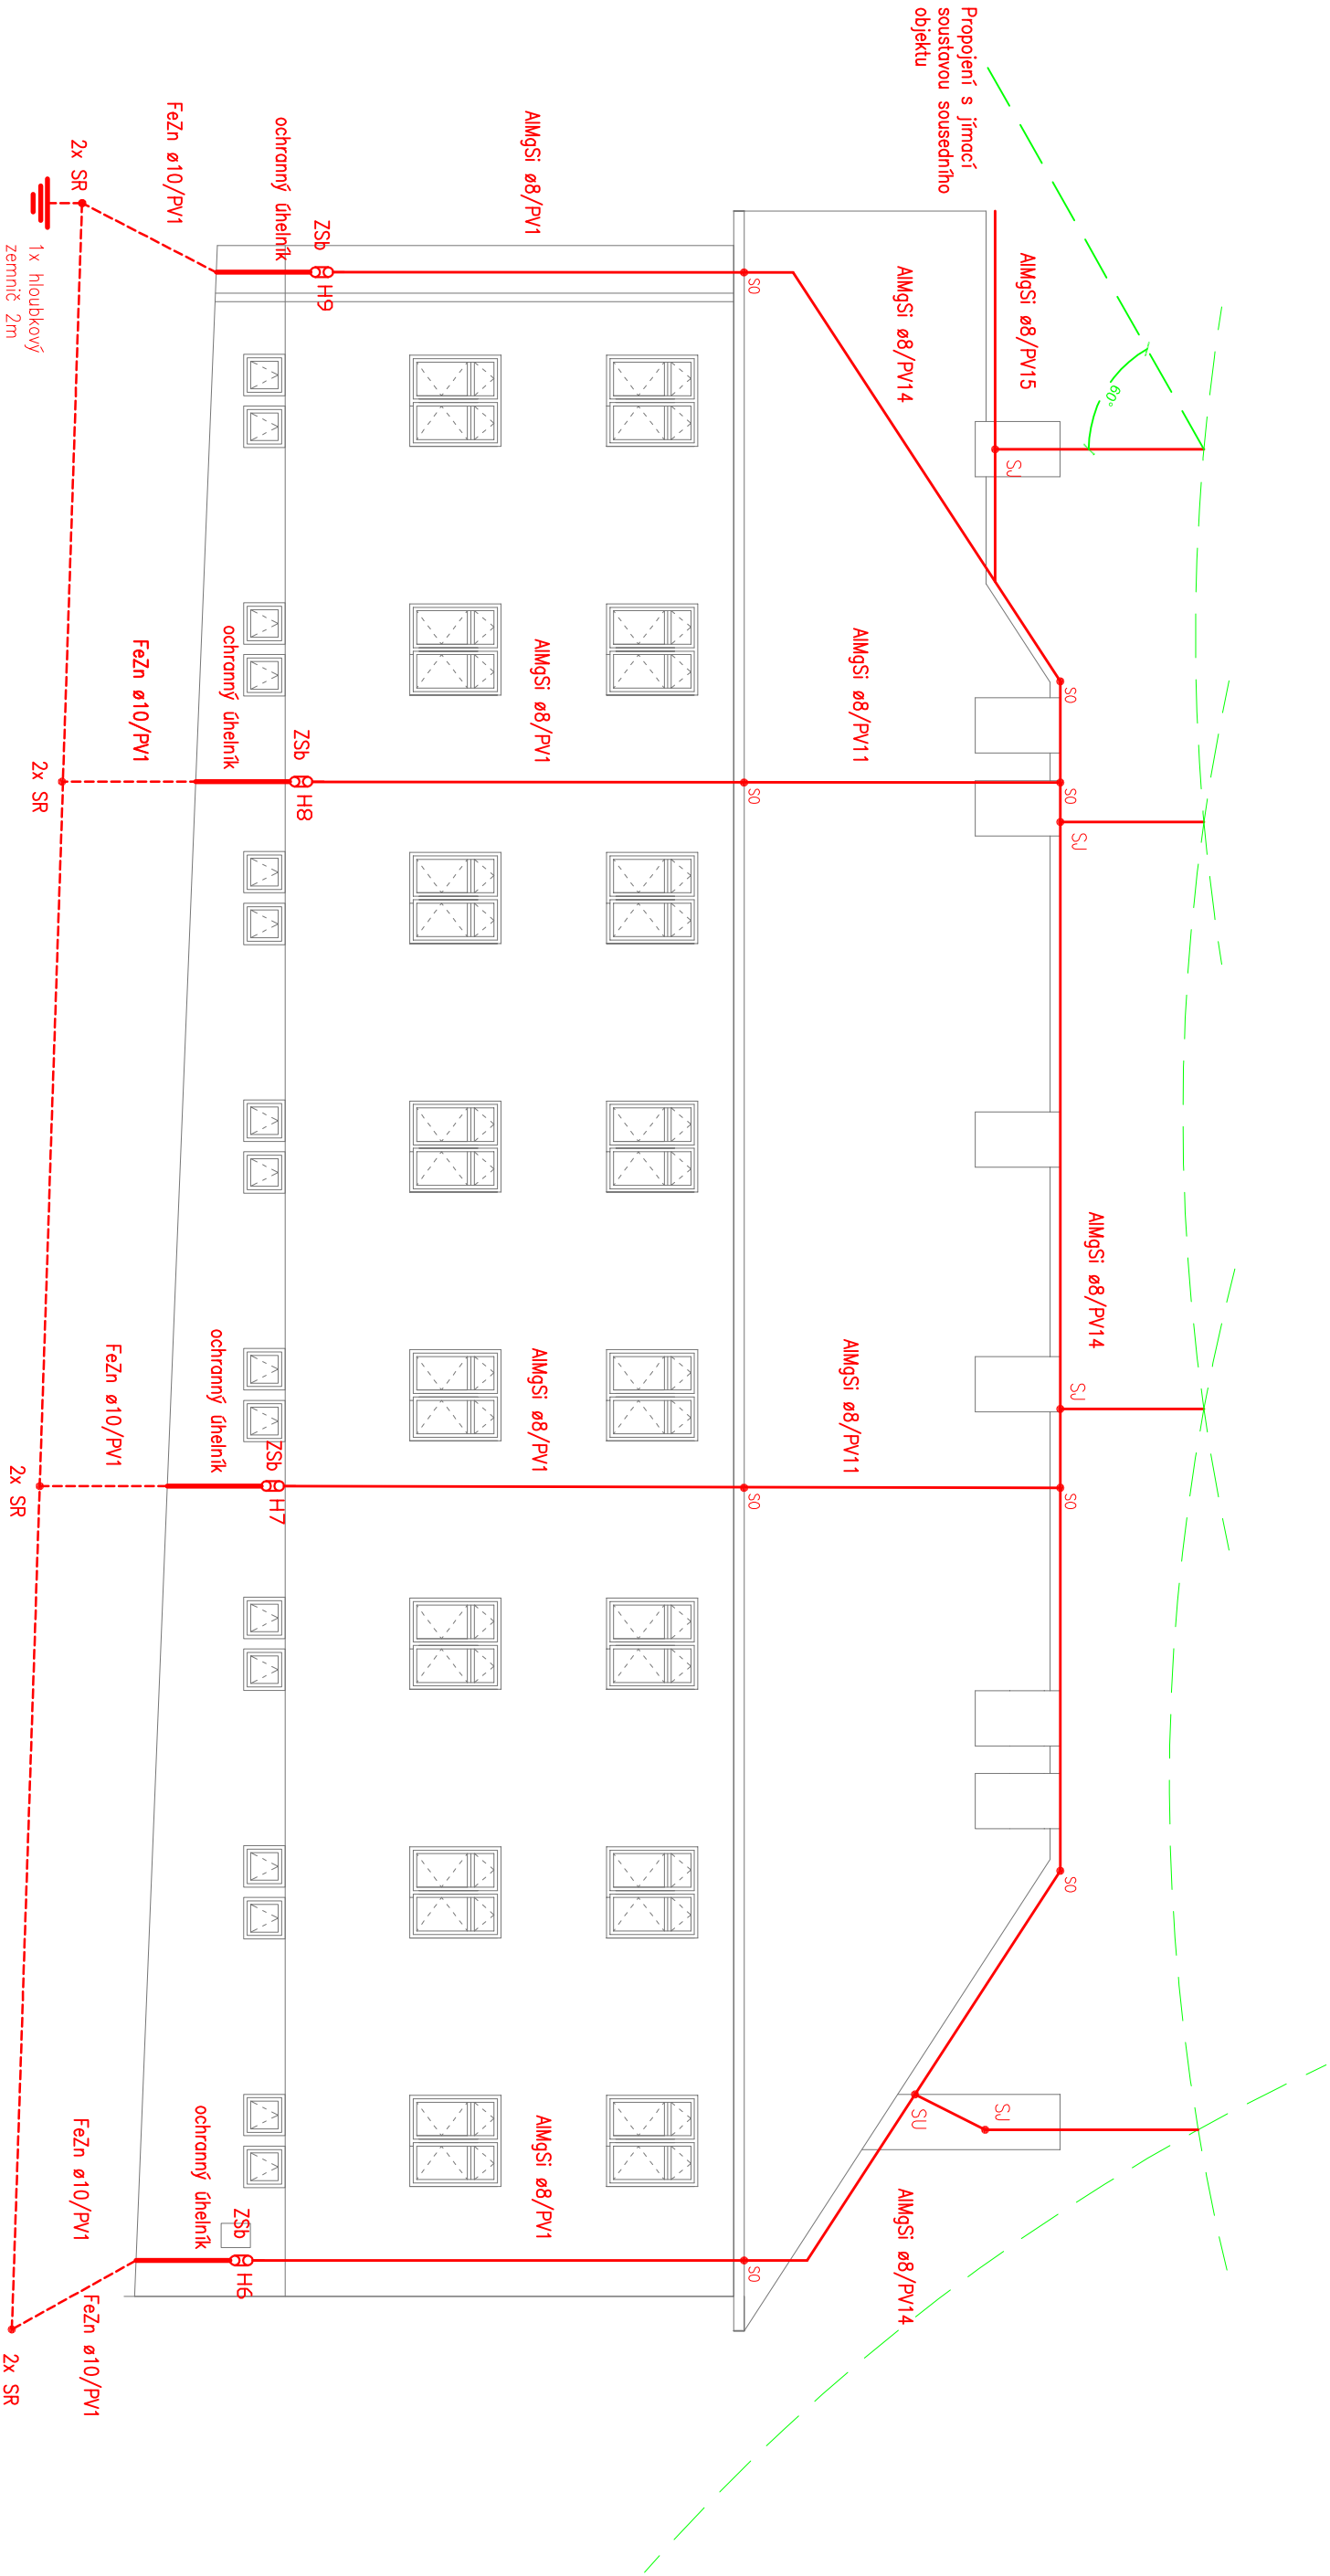 Propojení s jímací
soustavou sousedního
objektu
60°
AlMgSi ø8/PV15
SJ
AlMgSi ø8/PV14
SO
SO
SJ
AlMgSi ø8/PV14
SJ
SO
SO
SJ
SU
AlMgSi ø8/PV14
AlMgSi ø8/PV11
AlMgSi ø8/PV11
SO
SO
SO
SO
AlMgSi ø8/PV1
AlMgSi ø8/PV1
AlMgSi ø8/PV1
AlMgSi ø8/PV1
ZSb
H9
ZSb
H8
ZSb
H7
ZSb
H6
ochranný úhelník
ochranný úhelník
ochranný úhelník
ochranný úhelník
FeZn ø10/PV1
FeZn ø10/PV1
FeZn ø10/PV1
FeZn ø10/PV1
FeZn ø10/PV1
2x SR
2x SR
2x SR
2x SR
1x hloubkový
zemnič 2m